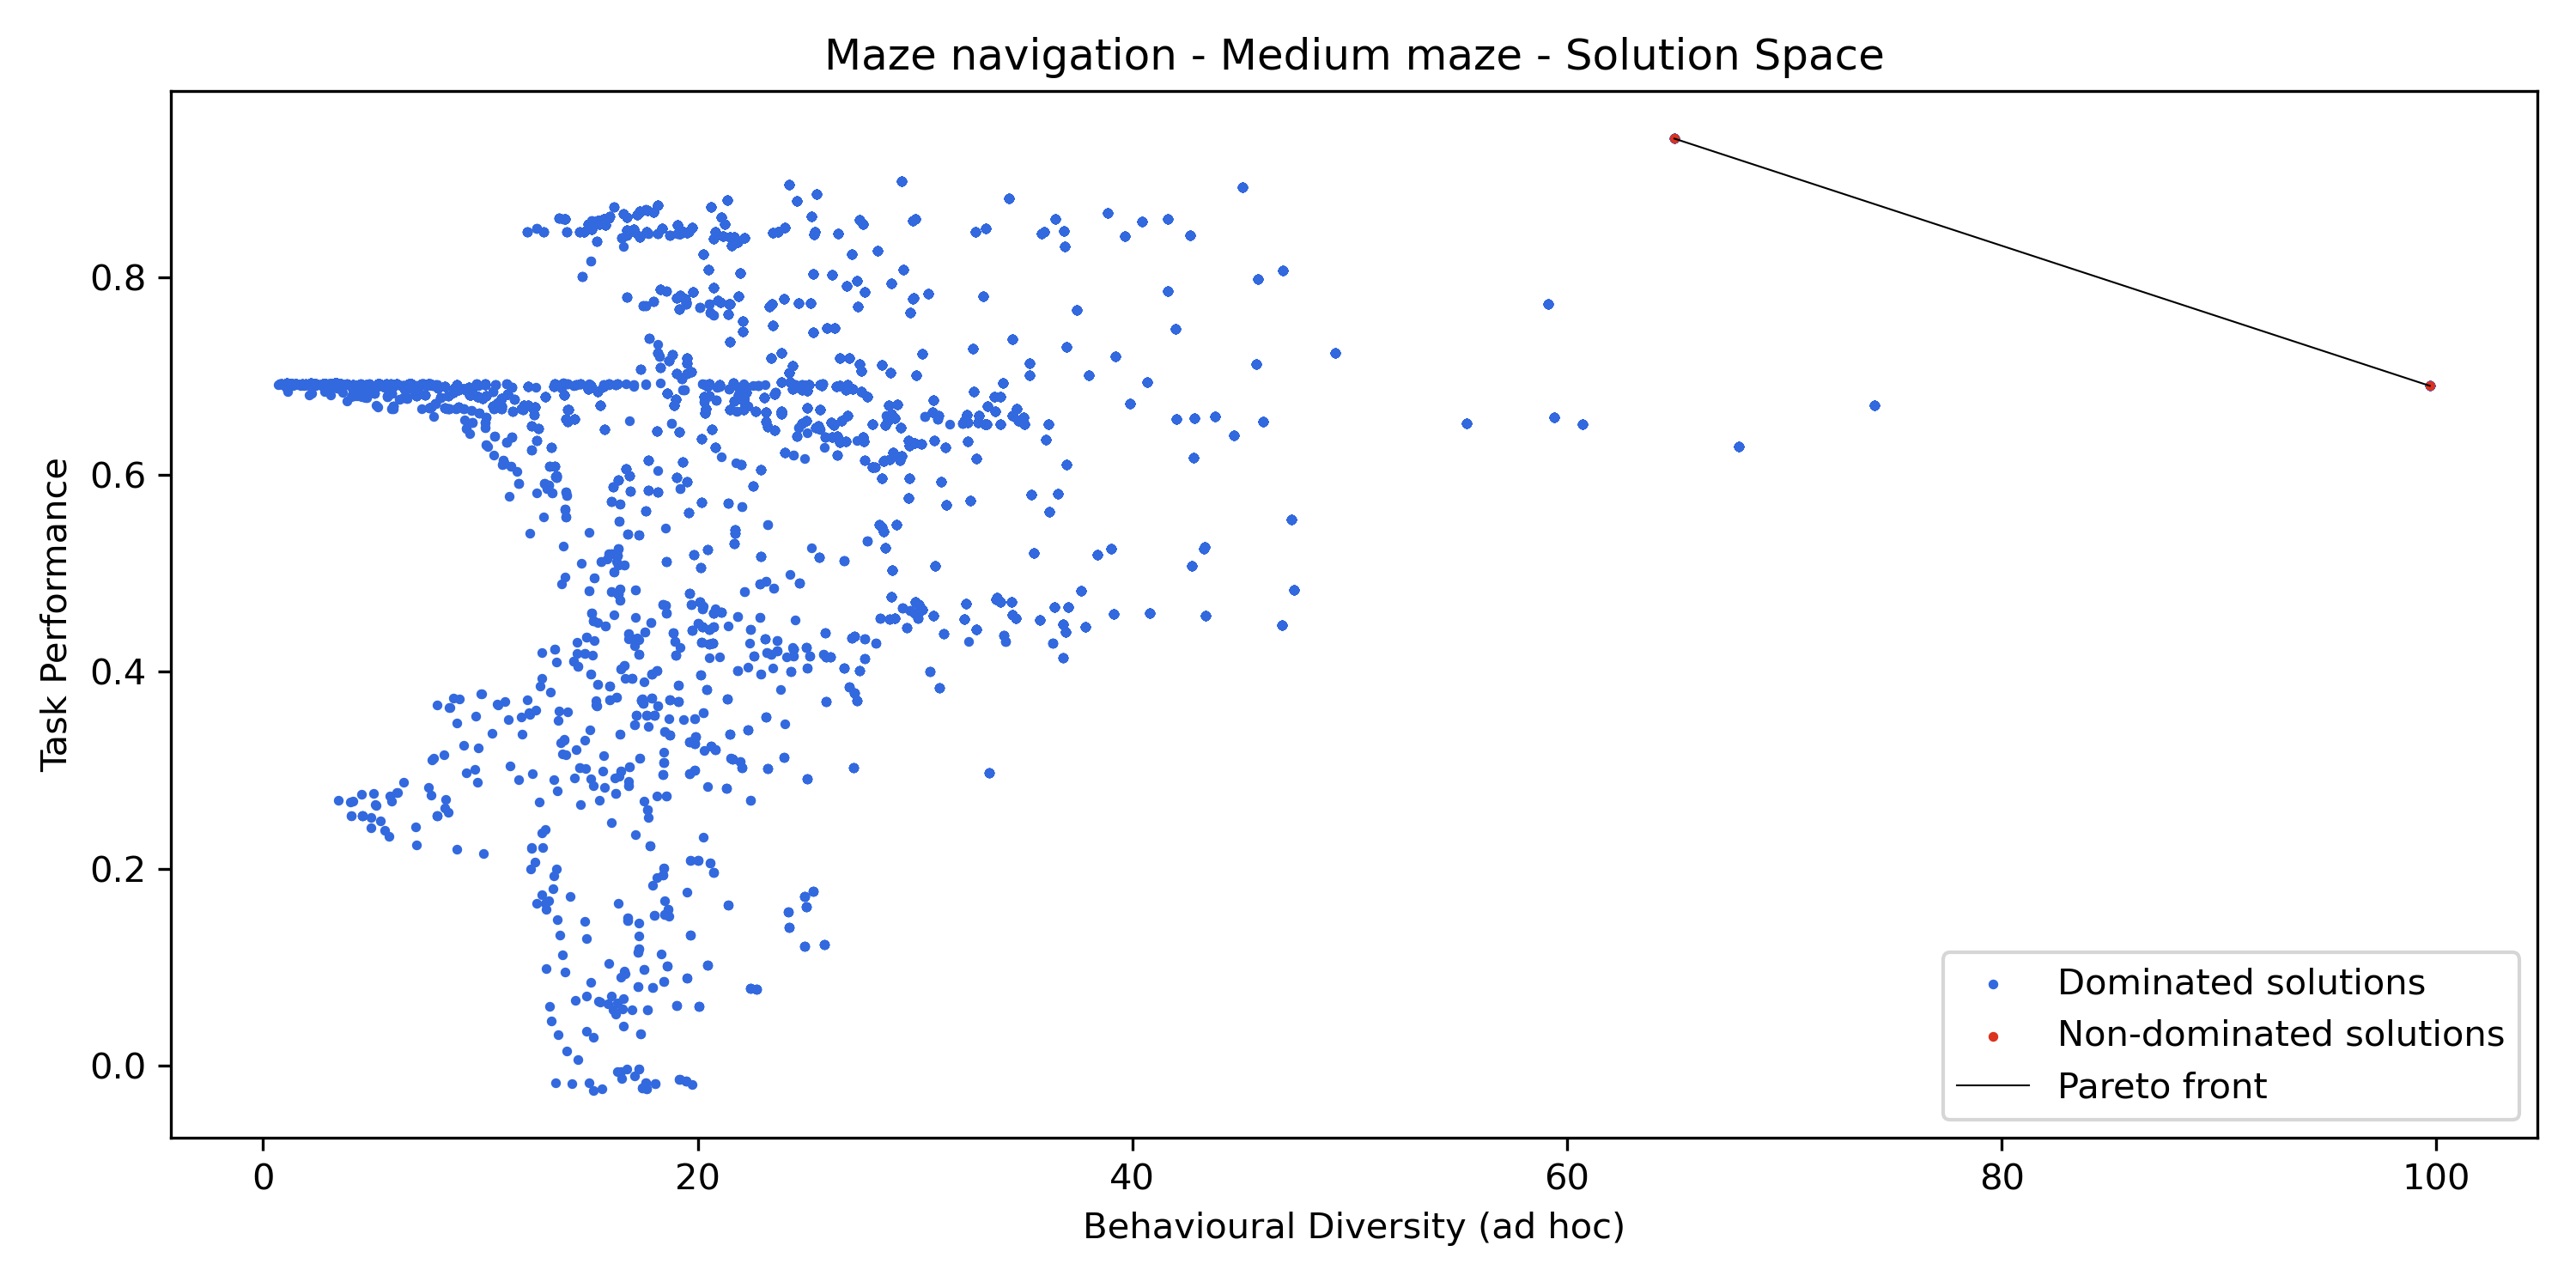 Maze navigation - Medium maze - Solution Space
Task Performance
0.8
0.6
0.4
0.2
0.0
0 20 40 60 80 100
Behavioural Diversity (ad hoc)
Dominated solutions
Non-dominated solutions
Pareto front